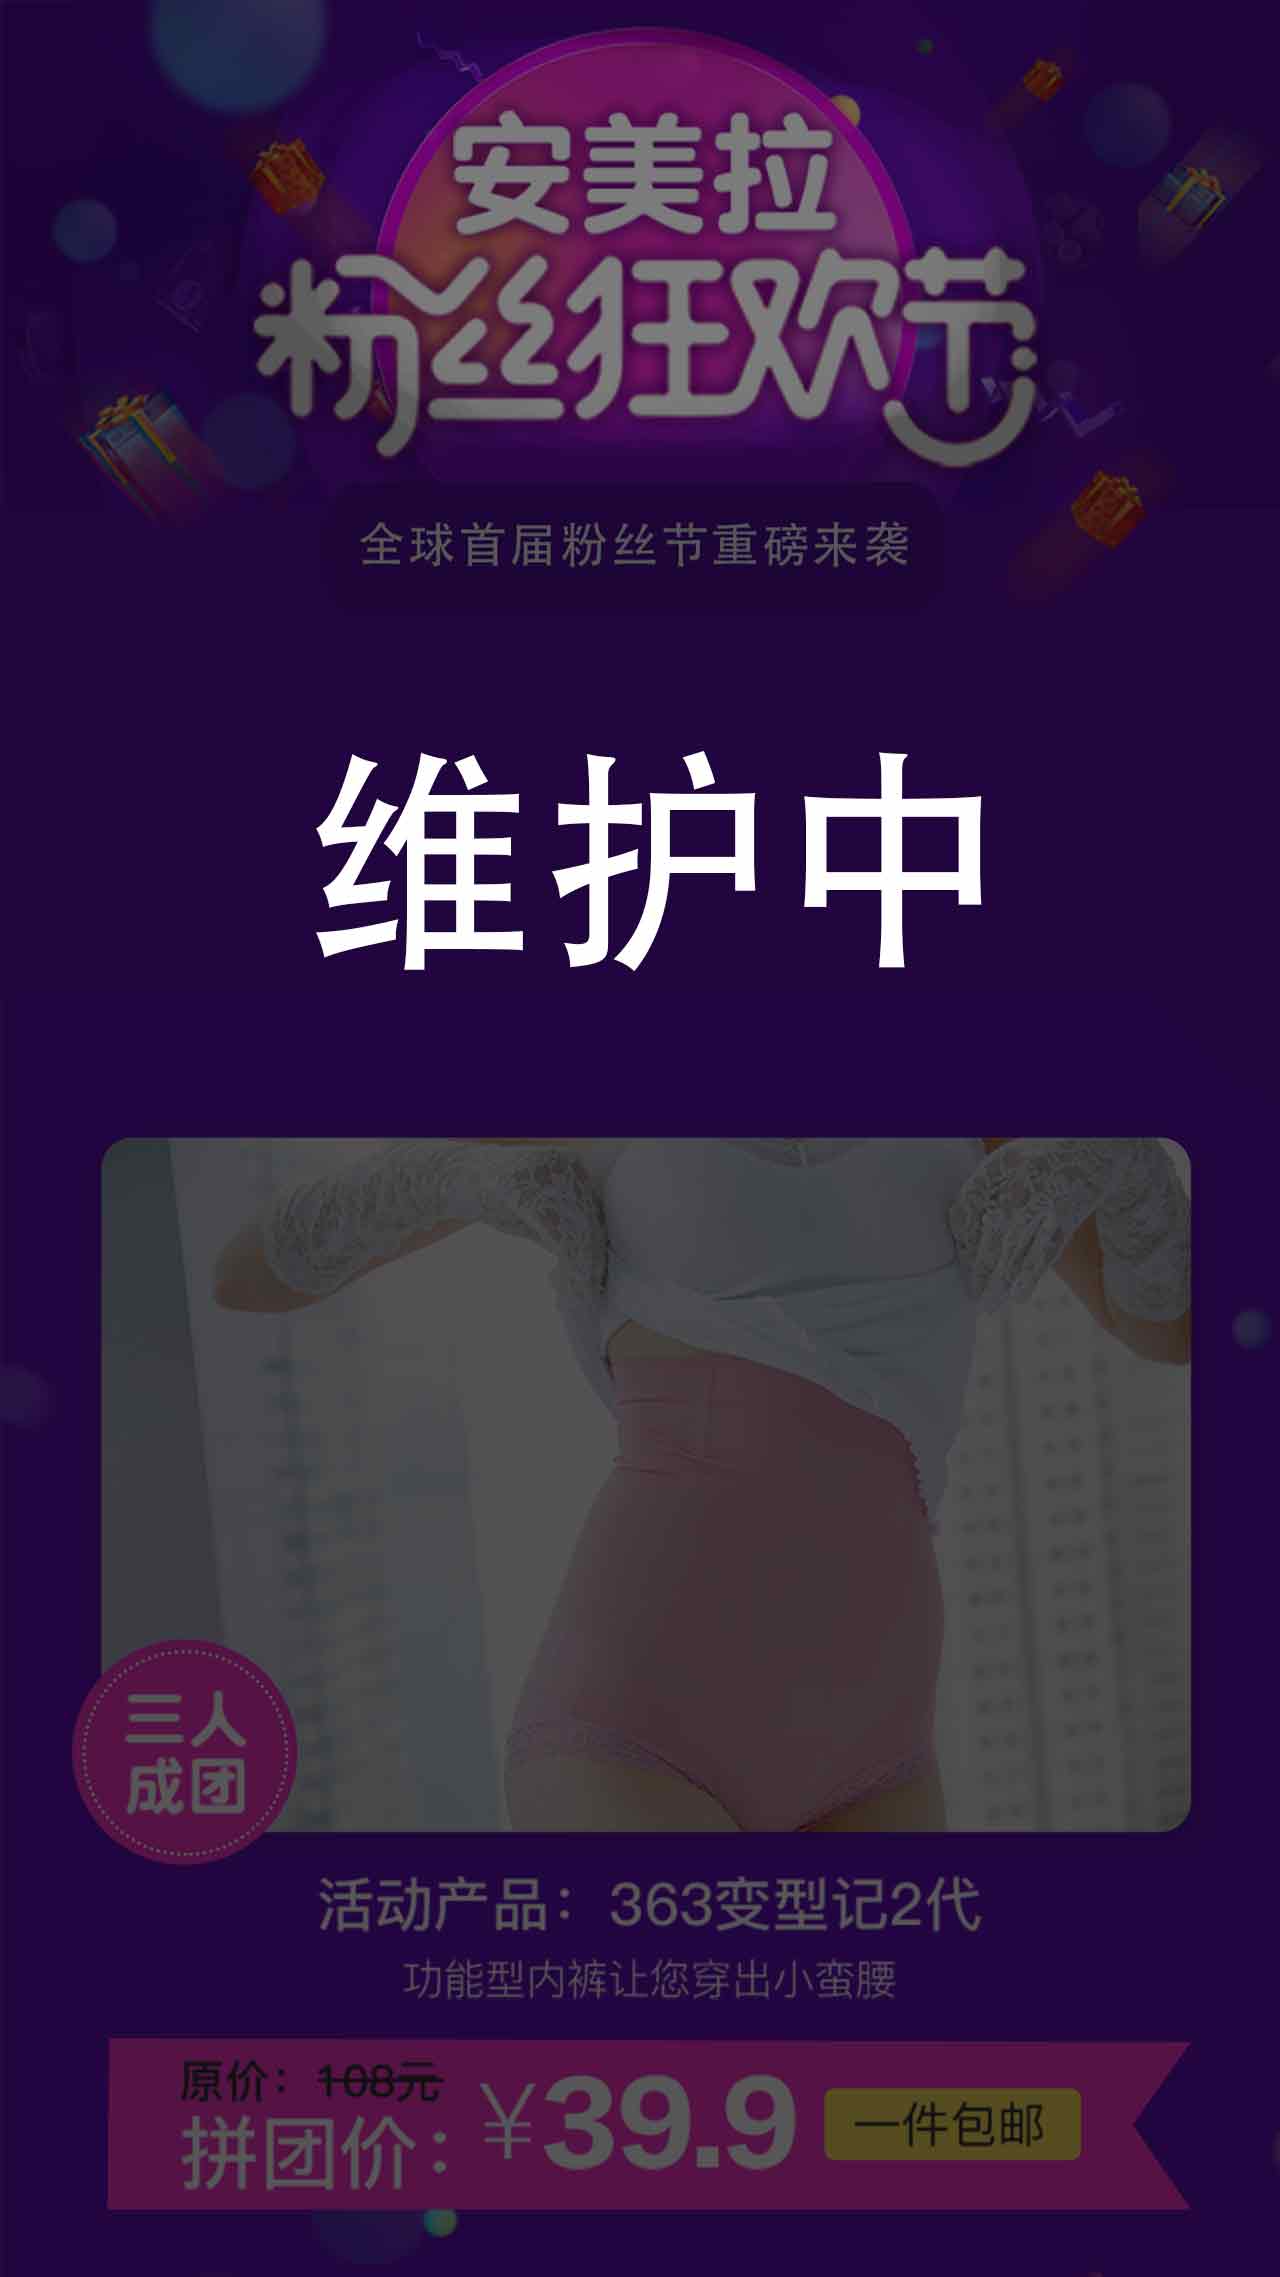 安美拉
粉丝狂欢节
全球首届粉丝节重磅来袭
维护中
三人
成团
活动产品：363变型记2代
功能型内裤让您穿出小蛮腰
原价：108元
拼团价：¥39.9 一件包邮